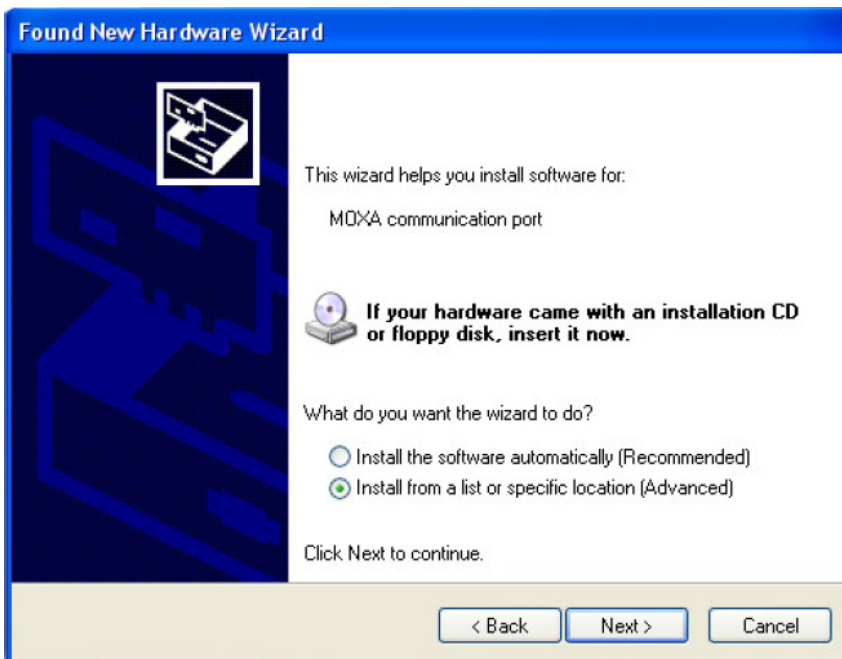 Found New Hardware Wizard
This wizard helps you install software for:
MOXA communication port
If your hardware came with an installation CD
or floppy disk, insert it now.
What do you want the wizard to do?
Install the software automatically (Recommended)
Install from a list or specific location (Advanced)
Click Next to continue.
< Back Next > Cancel